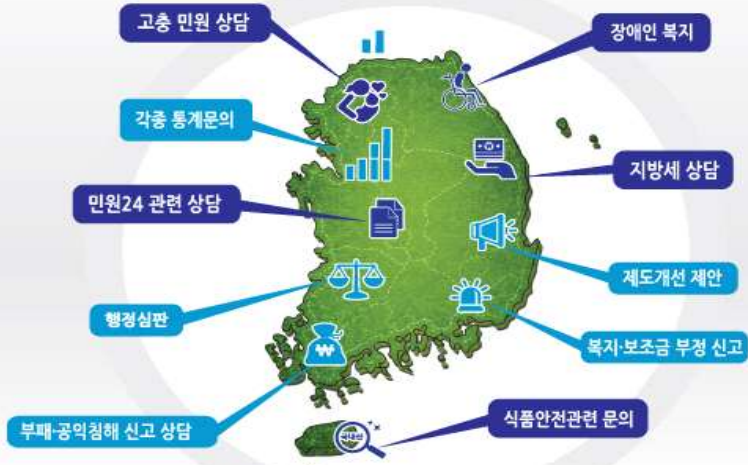 고충 민원 상담
장애인 복지
각종 통계문의
지방세 상담
민원24 관련 상담
제도개선 제안
행정심판
복지·보조금 부정 신고
₩
부패·공익침해 신고 상담
식품안전관련 문의
국내산